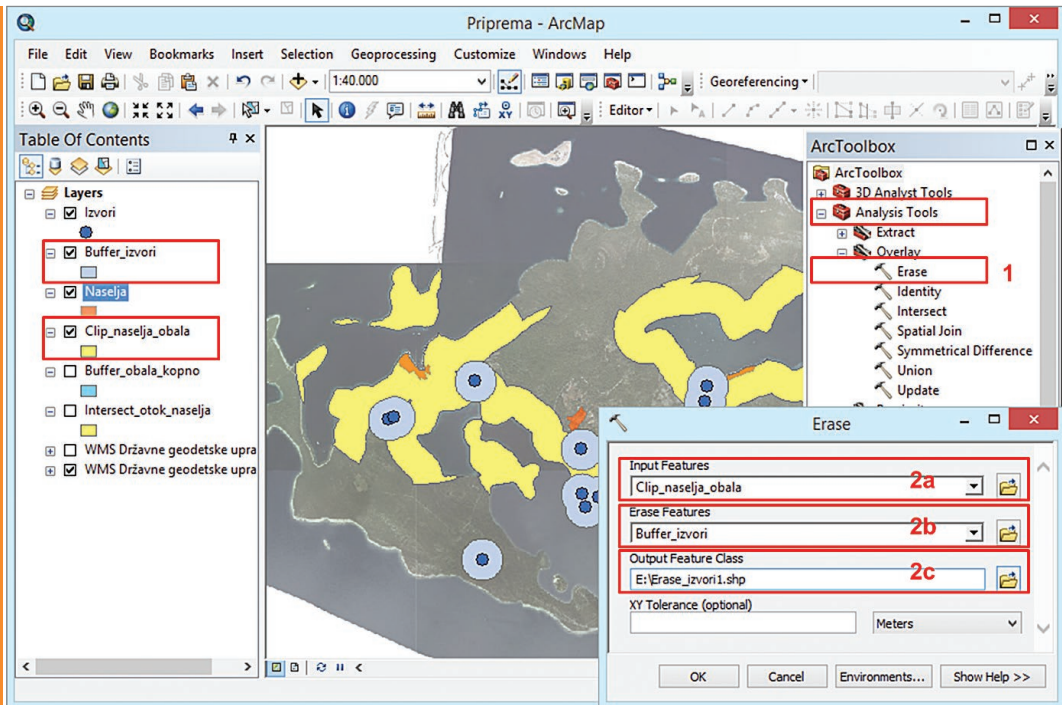 Priprema - ArcMap
File Edit View Bookmarks Insert Selection Geoprocessing Customize Windows Help
1:40.000
Georeferencing
Editor
Table Of Contents
Layers
Izvori
Buffer_izvori
Naselja
Clip_naselja_obala
Buffer_obala_kopno
Intersect_otok_naselja
WMS Državne geodetske upra
WMS Državne geodetske upra
ArcToolbox
ArcToolbox
3D Analyst Tools
Analysis Tools
Extract
Overlay
Erase
1
Identity
Intersect
Spatial Join
Symmetrical Difference
Union
Update
Erase
Input Features
Clip_naselja_obala
2a
Erase Features
Buffer_izvori
2b
Output Feature Class
E:\Erase_izvori1.shp
2c
XY Tolerance (optional)
Meters
OK Cancel Environments... Show Help >>